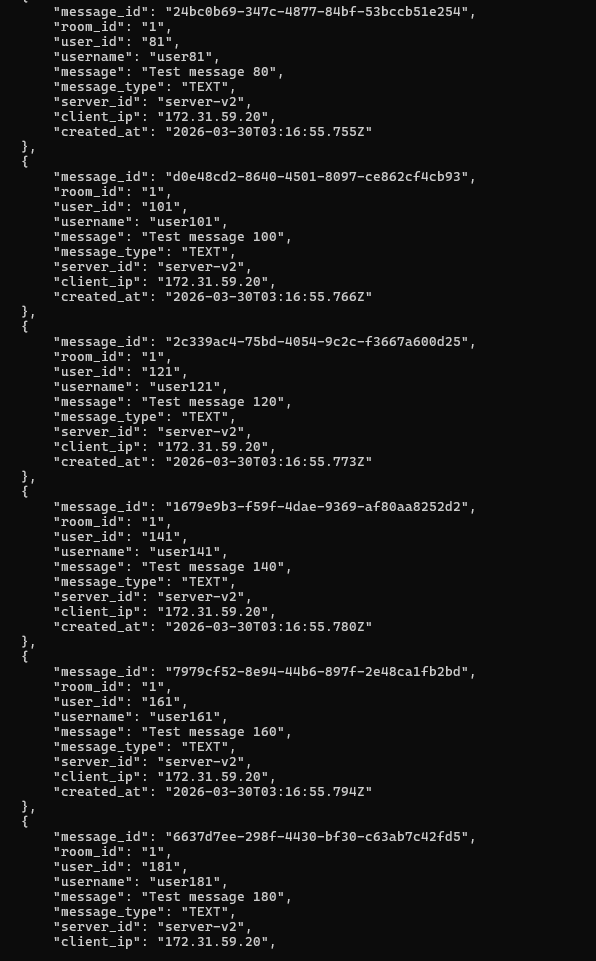 {
"message_id": "24bc0b69-347c-4877-84bf-53bccb51e254",
"room_id": "1",
"user_id": "81",
"username": "user81",
"message": "Test message 80",
"message_type": "TEXT",
"server_id": "server-v2",
"client_ip": "172.31.59.20",
"created_at": "2026-03-30T03:16:55.755Z"
},
{
"message_id": "d0e48cd2-8640-4501-8097-ce862cf4cb93",
"room_id": "1",
"user_id": "101",
"username": "user101",
"message": "Test message 100",
"message_type": "TEXT",
"server_id": "server-v2",
"client_ip": "172.31.59.20",
"created_at": "2026-03-30T03:16:55.766Z"
},
{
"message_id": "2c339ac4-75bd-4054-9c2c-f3667a600d25",
"room_id": "1",
"user_id": "121",
"username": "user121",
"message": "Test message 120",
"message_type": "TEXT",
"server_id": "server-v2",
"client_ip": "172.31.59.20",
"created_at": "2026-03-30T03:16:55.773Z"
},
{
"message_id": "1679e9b3-f59f-4dae-9369-af80aa8252d2",
"room_id": "1",
"user_id": "141",
"username": "user141",
"message": "Test message 140",
"message_type": "TEXT",
"server_id": "server-v2",
"client_ip": "172.31.59.20",
"created_at": "2026-03-30T03:16:55.780Z"
},
{
"message_id": "7979cf52-8e94-44b6-897f-2e48ca1fb2bd",
"room_id": "1",
"user_id": "161",
"username": "user161",
"message": "Test message 160",
"message_type": "TEXT",
"server_id": "server-v2",
"client_ip": "172.31.59.20",
"created_at": "2026-03-30T03:16:55.794Z"
},
{
"message_id": "6637d7ee-298f-4430-bf30-c63ab7c42fd5",
"room_id": "1",
"user_id": "181",
"username": "user181",
"message": "Test message 180",
"message_type": "TEXT",
"server_id": "server-v2",
"client_ip": "172.31.59.20",